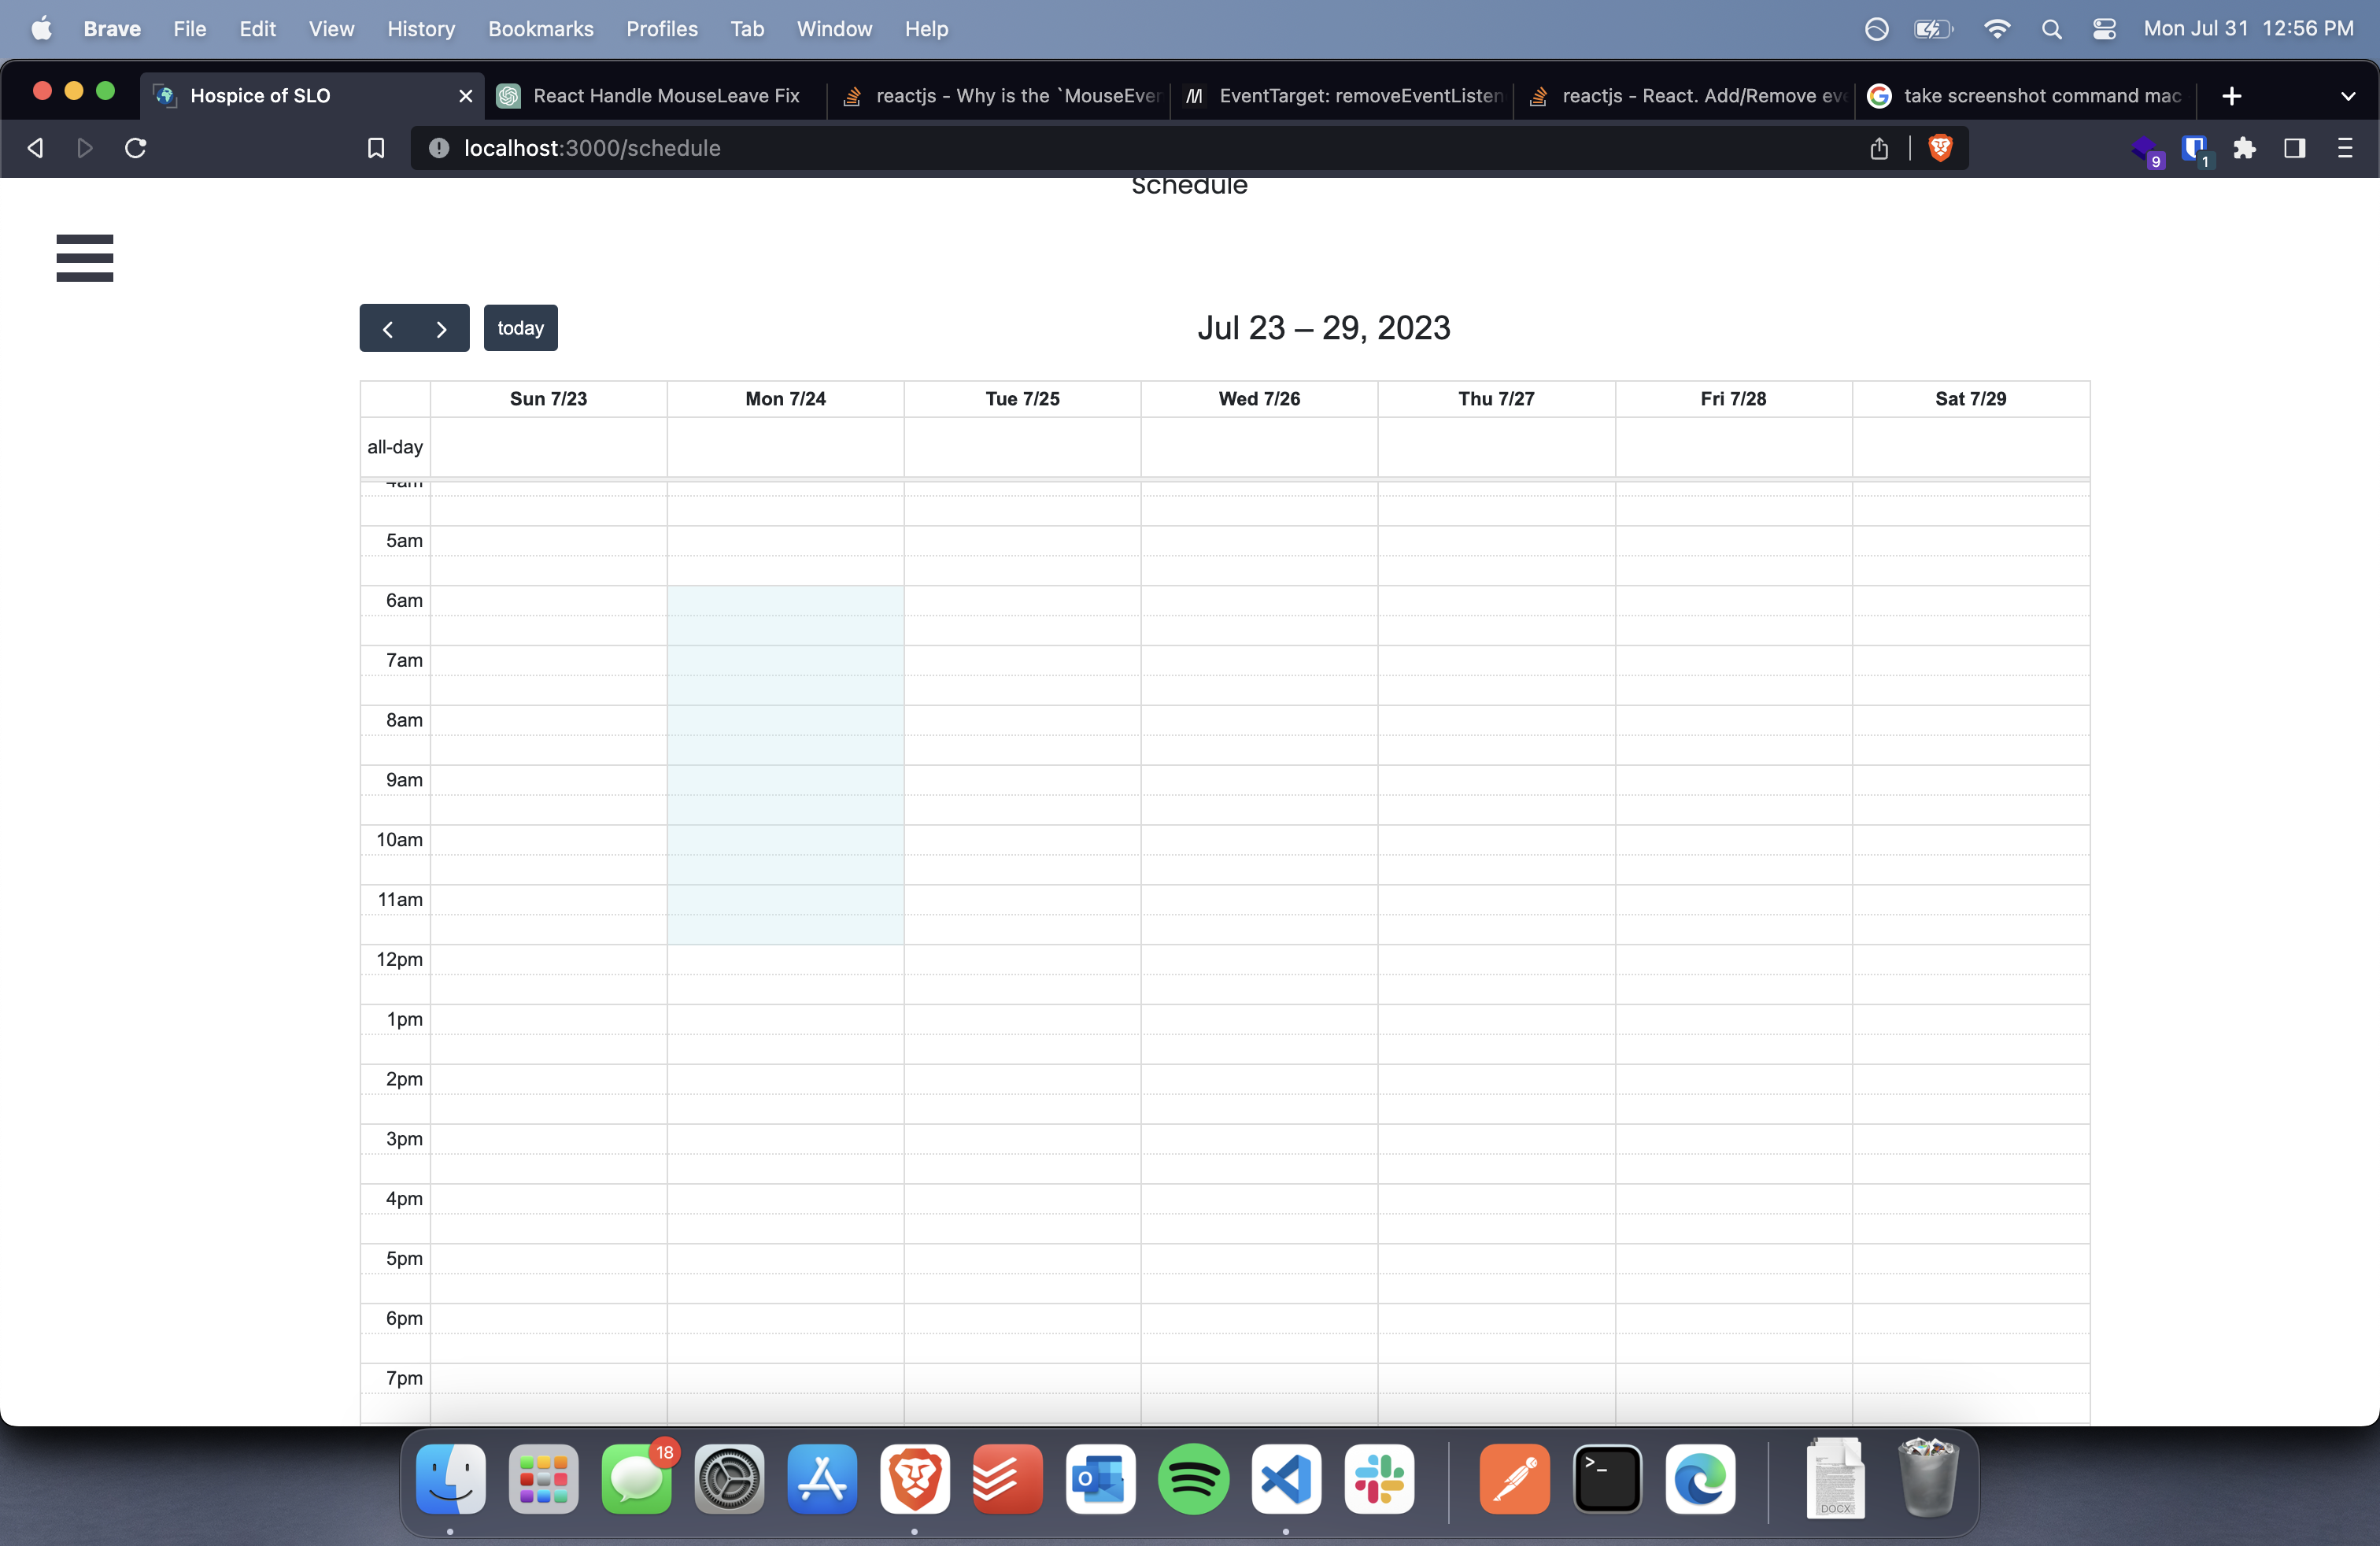 Brave File Edit View History Bookmarks Profiles Tab Window Help Mon Jul 31 12:56 PM
Hospice of SLO React Handle MouseLeave Fix reactjs - Why is the `MouseEver EventTarget: removeEventListen reactjs - React. Add/Remove eve take screenshot command mac
localhost:3000/schedule 9 1
Schedule
today
Jul 23 – 29, 2023
Sun 7/23 Mon 7/24 Tue 7/25 Wed 7/26 Thu 7/27 Fri 7/28 Sat 7/29
all-day
4am
5am
6am
7am
8am
9am
10am
11am
12pm
1pm
2pm
3pm
4pm
5pm
6pm
7pm
18
DOCX